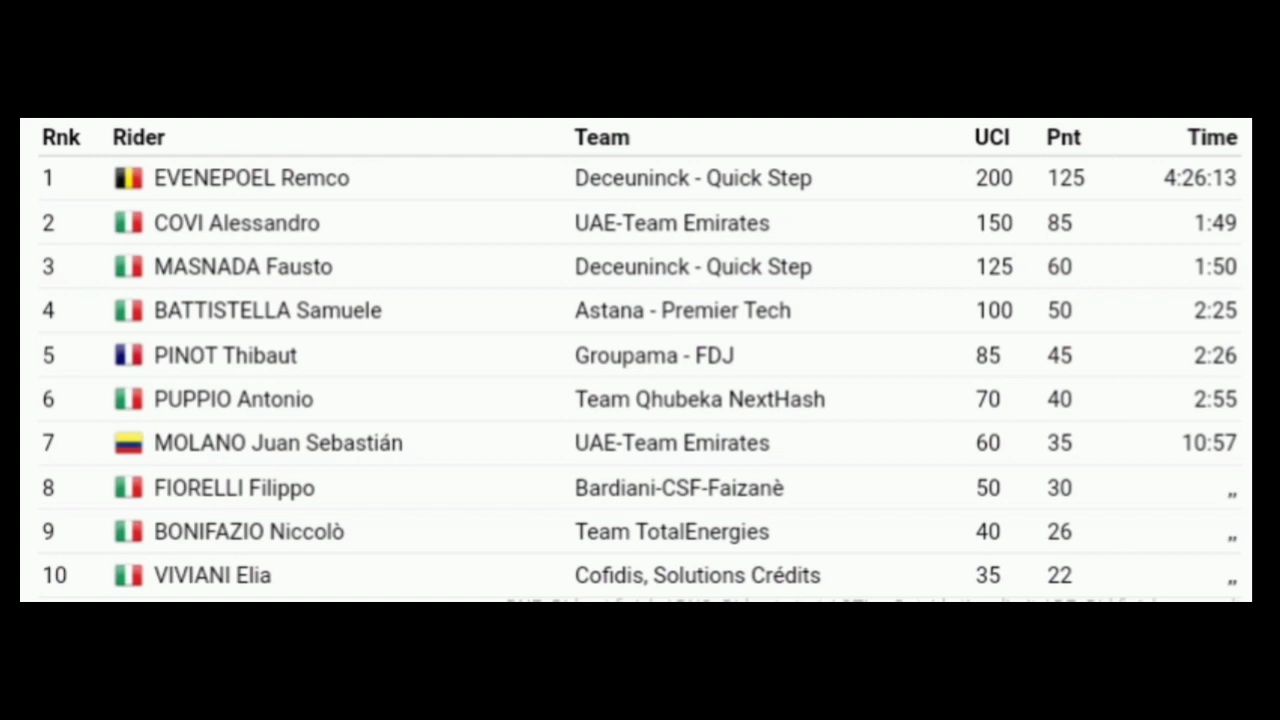 Rnk Rider Team UCI Pnt Time
1 EVENEPOEL Remco Deceuninck - Quick Step 200 125 4:26:13
2 COVI Alessandro UAE-Team Emirates 150 85 1:49
3 MASNADA Fausto Deceuninck - Quick Step 125 60 1:50
4 BATTISTELLA Samuele Astana - Premier Tech 100 50 2:25
5 PINOT Thibaut Groupama - FDJ 85 45 2:26
6 PUPPIO Antonio Team Qhubeka NextHash 70 40 2:55
7 MOLANO Juan Sebastián UAE-Team Emirates 60 35 10:57
8 FIORELLI Filippo Bardiani-CSF-Faizanè 50 30 ,,
9 BONIFAZIO Niccolò Team TotalEnergies 40 26 ,,
10 VIVIANI Elia Cofidis, Solutions Crédits 35 22 ,,